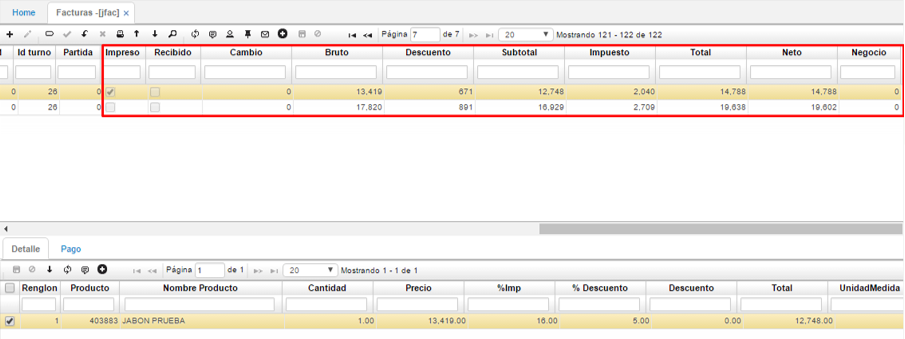 Home Facturas -[jfac] ×
Página 7 de 7 20 Mostrando 121 - 122 de 122
Id turno Partida Impreso Recibido Cambio Bruto Descuento Subtotal Impuesto Total Neto Negocio
0 26 0 0 13,419 671 12,748 2,040 14,788 14,788 0
0 26 0 0 17,820 891 16,929 2,709 19,638 19,602 0
Detalle Pago
Página 1 de 1 20 Mostrando 1 - 1 de 1
Renglon Producto Nombre Producto Cantidad Precio %Imp % Descuento Descuento Total UnidadMedida
1 403883 JABON PRUEBA 1.00 13,419.00 16.00 5.00 0.00 12,748.00